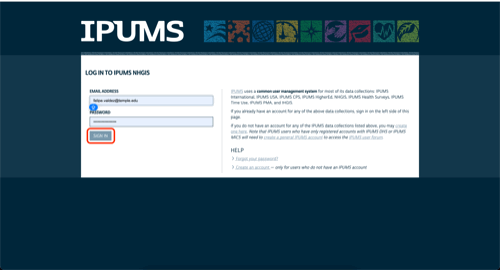 IPUMS
LOG IN TO IPUMS NHGIS
EMAIL ADDRESS
felipe.valdez@temple.edu
PASSWORD
SIGN IN
IPUMS uses a common user management system for most of its data collections: IPUMS
International, IPUMS USA, IPUMS CPS, IPUMS HigherEd, NHGIS, IPUMS Health Surveys, IPUMS
Time Use, IPUMS PMA, and IHGIS.
If you already have an account for any of the above data collections, sign in on the left side of this
page.
If you do not have an account for any of the IPUMS data collections listed above, you may create
one here. Note that IPUMS users who have only registered accounts with IPUMS DHS or IPUMS
MICS will need to create a general IPUMS account to access the IPUMS user forum.
HELP
Forgot your password?
Create an account — only for users who do not have an IPUMS account